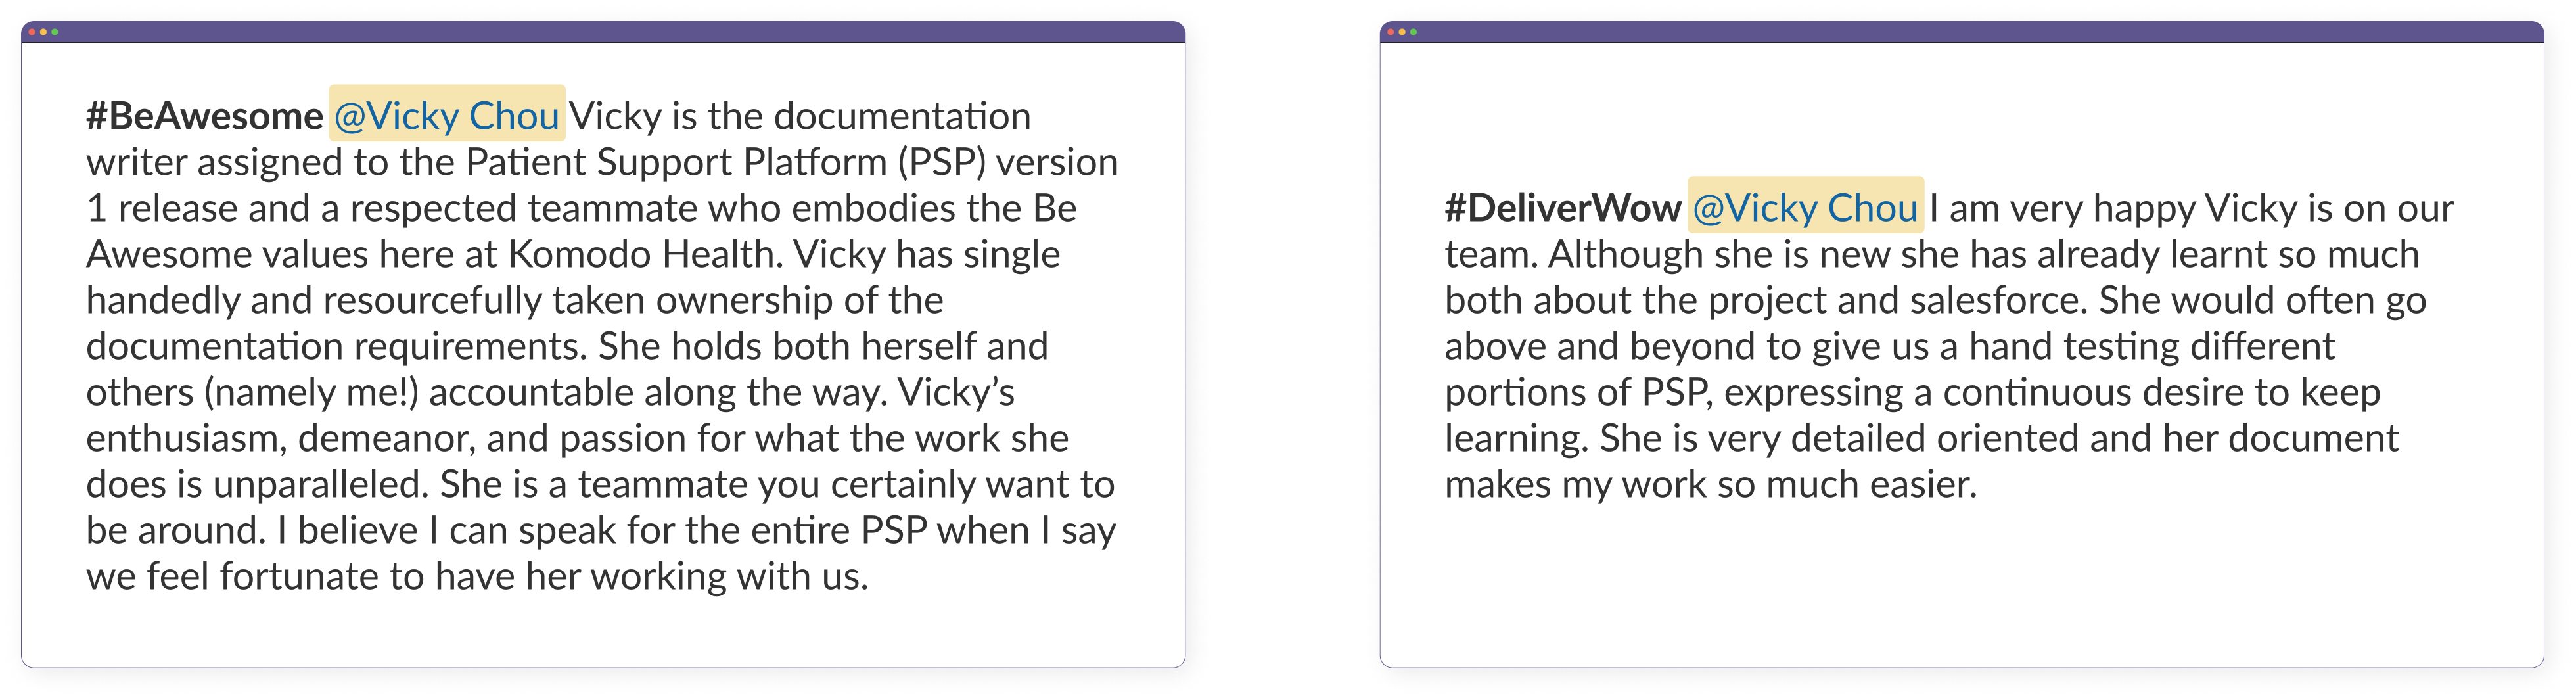 #BeAwesome @Vicky Chou Vicky is the documentation
writer assigned to the Patient Support Platform (PSP) version
1 release and a respected teammate who embodies the Be
Awesome values here at Komodo Health. Vicky has single
handedly and resourcefully taken ownership of the
documentation requirements. She holds both herself and
others (namely me!) accountable along the way. Vicky’s
enthusiasm, demeanor, and passion for what the work she
does is unparalleled. She is a teammate you certainly want to
be around. I believe I can speak for the entire PSP when I say
we feel fortunate to have her working with us.
#DeliverWow @Vicky Chou I am very happy Vicky is on our
team. Although she is new she has already learnt so much
both about the project and salesforce. She would often go
above and beyond to give us a hand testing different
portions of PSP, expressing a continuous desire to keep
learning. She is very detailed oriented and her document
makes my work so much easier.